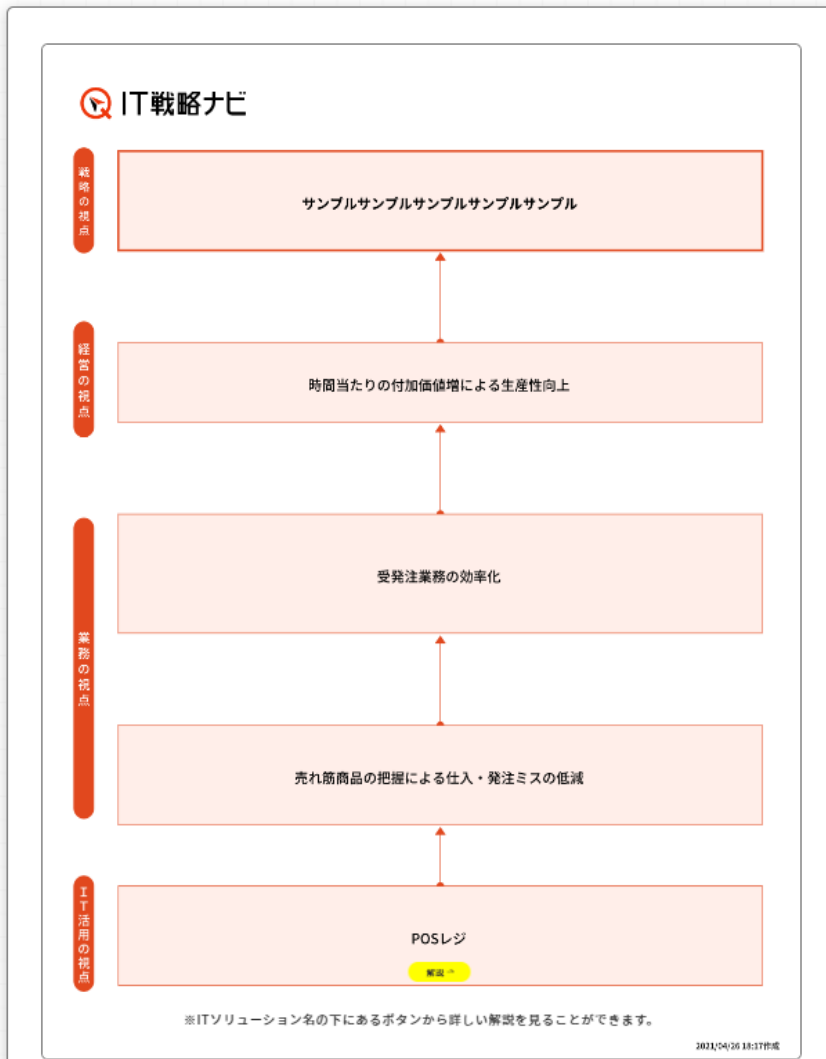 IT戦略ナビ
戦略の視点
サンプルサンプルサンプルサンプルサンプル
経営の視点
時間当たりの付加価値増による生産性向上
業務の視点
受発注業務の効率化
売れ筋商品の把握による仕入・発注ミスの低減
IT活用の視点
POSレジ
解説
※ITソリューション名の下にあるボタンから詳しい解説を見ることができます。
2021/04/26 18:17作成